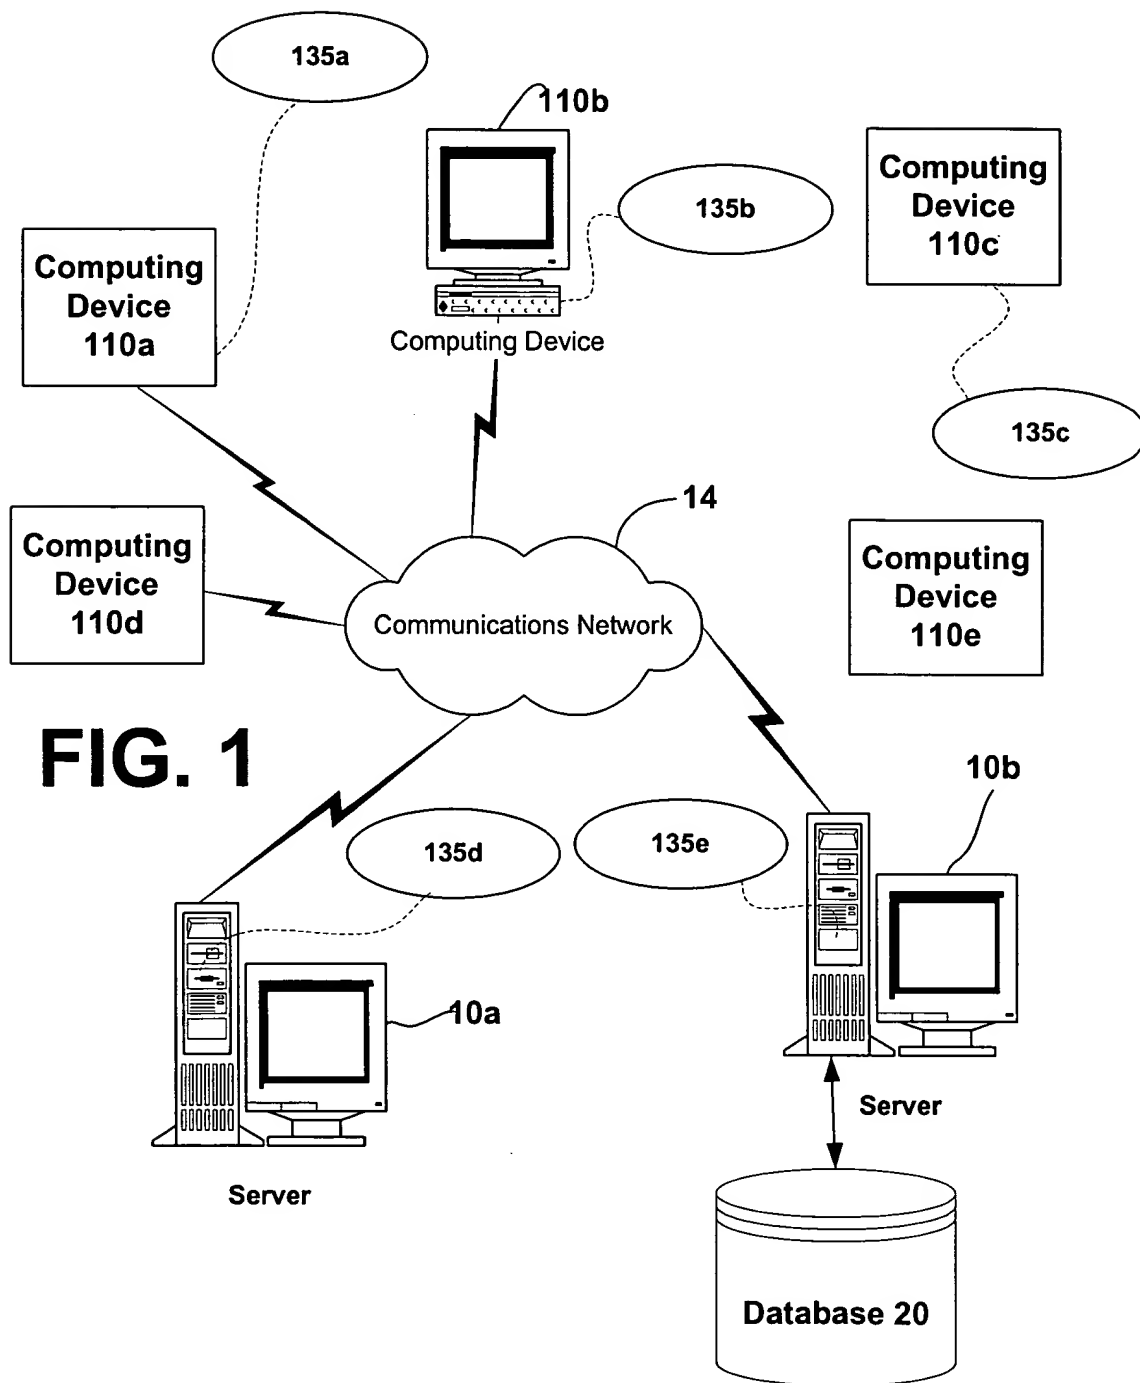 135a
110b
Computing
Device
110c
135b
Computing
Device
110a
Computing Device
135c
14
Computing
Device
110d
Computing
Device
110e
Communications Network
FIG. 1
10b
135d
135e
10a
Server
Server
Database 20